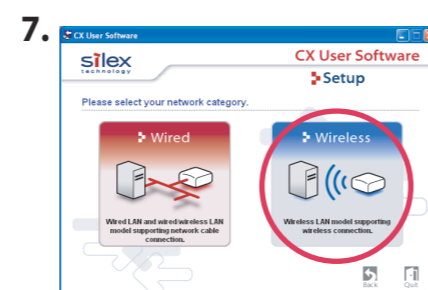 7.
CX User Software
silex
technology
CX User Software
Setup
Please select your network category.
Wired
Wired LAN and wired/wireless LAN
model supporting network cable
connection.
Wireless
Wireless LAN model supporting
wireless connection.
Back
Quit